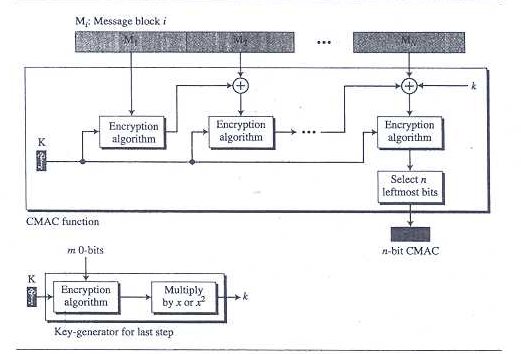 Mᵢ: Message block i
M₁ M₂ •••
k
Encryption algorithm
Encryption algorithm
•••
Encryption algorithm
K
Select n
leftmost bits
CMAC function
n-bit CMAC
m 0-bits
K
Encryption algorithm
Multiply
by x or x²
k
Key-generator for last step